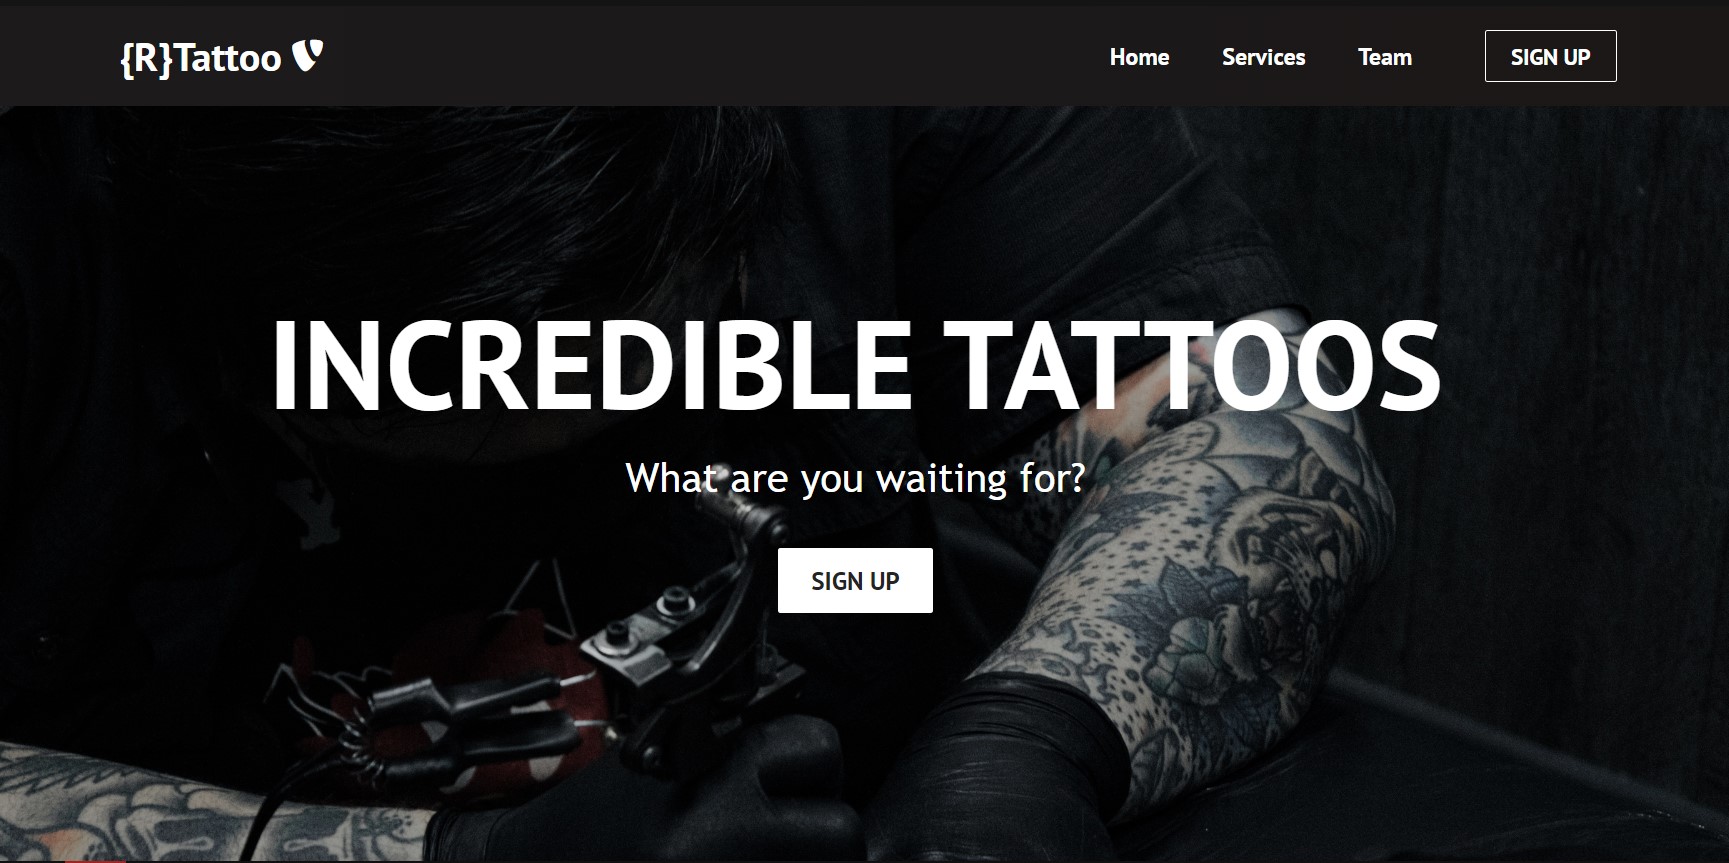 {R}Tattoo
Home Services Team SIGN UP
INCREDIBLE TATTOOS
What are you waiting for?
SIGN UP